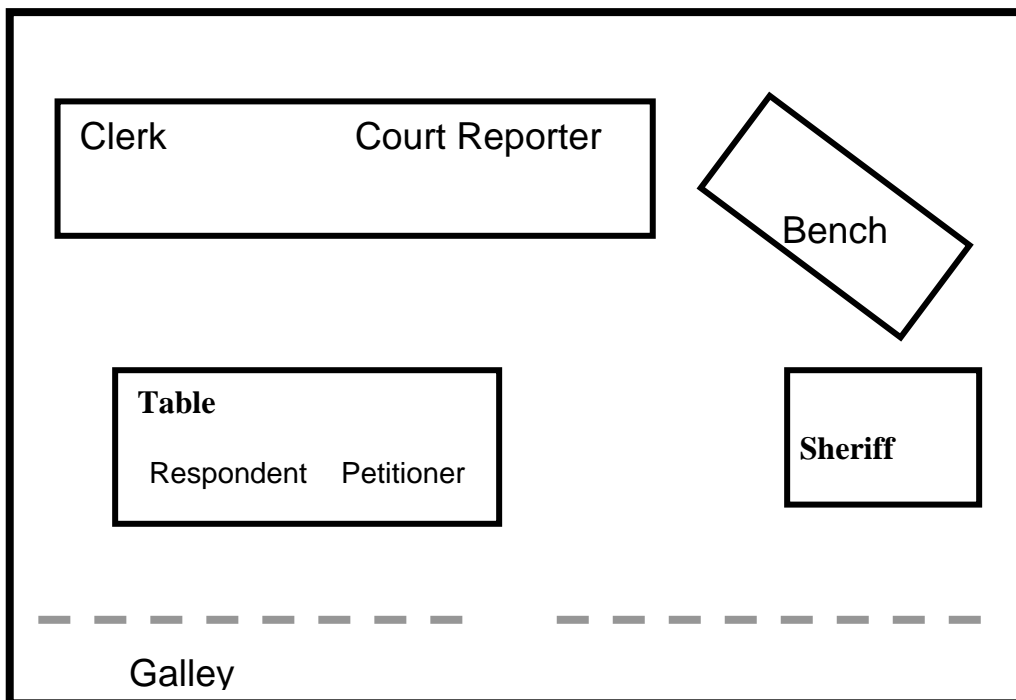 Clerk Court Reporter
Bench
Table
Respondent Petitioner
Sheriff
Galley